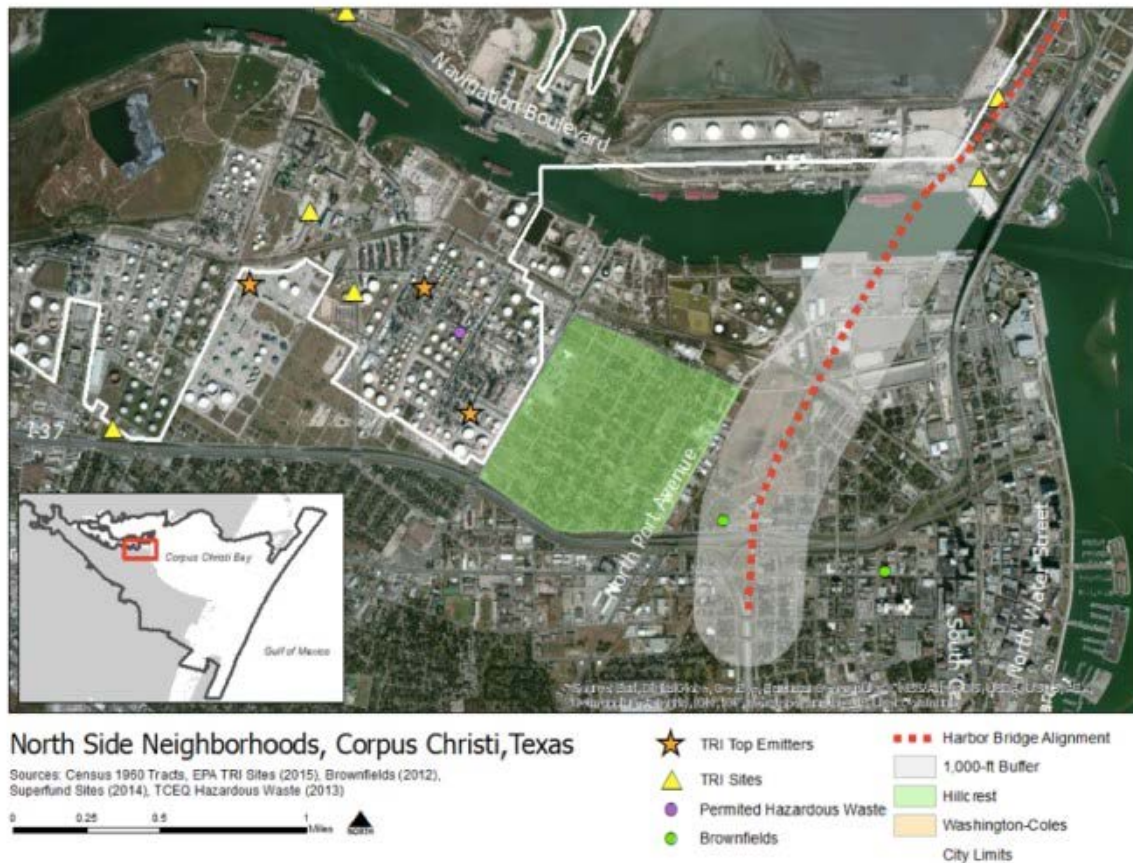 Navigation Boulevard
I-37
North Port Avenue
North Water Street
Corpus Christi Bay
Gulf of Mexico
North Side Neighborhoods, Corpus Christi,Texas
Sources: Census 1960 Tracts, EPA TRI Sites (2015), Brownfields (2012),
Superfund Sites (2014), TCEQ Hazardous Waste (2013)
0 0.25 0.5 1
Miles
NORTH
TRI Top Emitters
TRI Sites
Permited Hazardous Waste
Brownfields
Harbor Bridge Alignment
1,000-ft Buffer
Hillcrest
Washington-Coles
City Limits